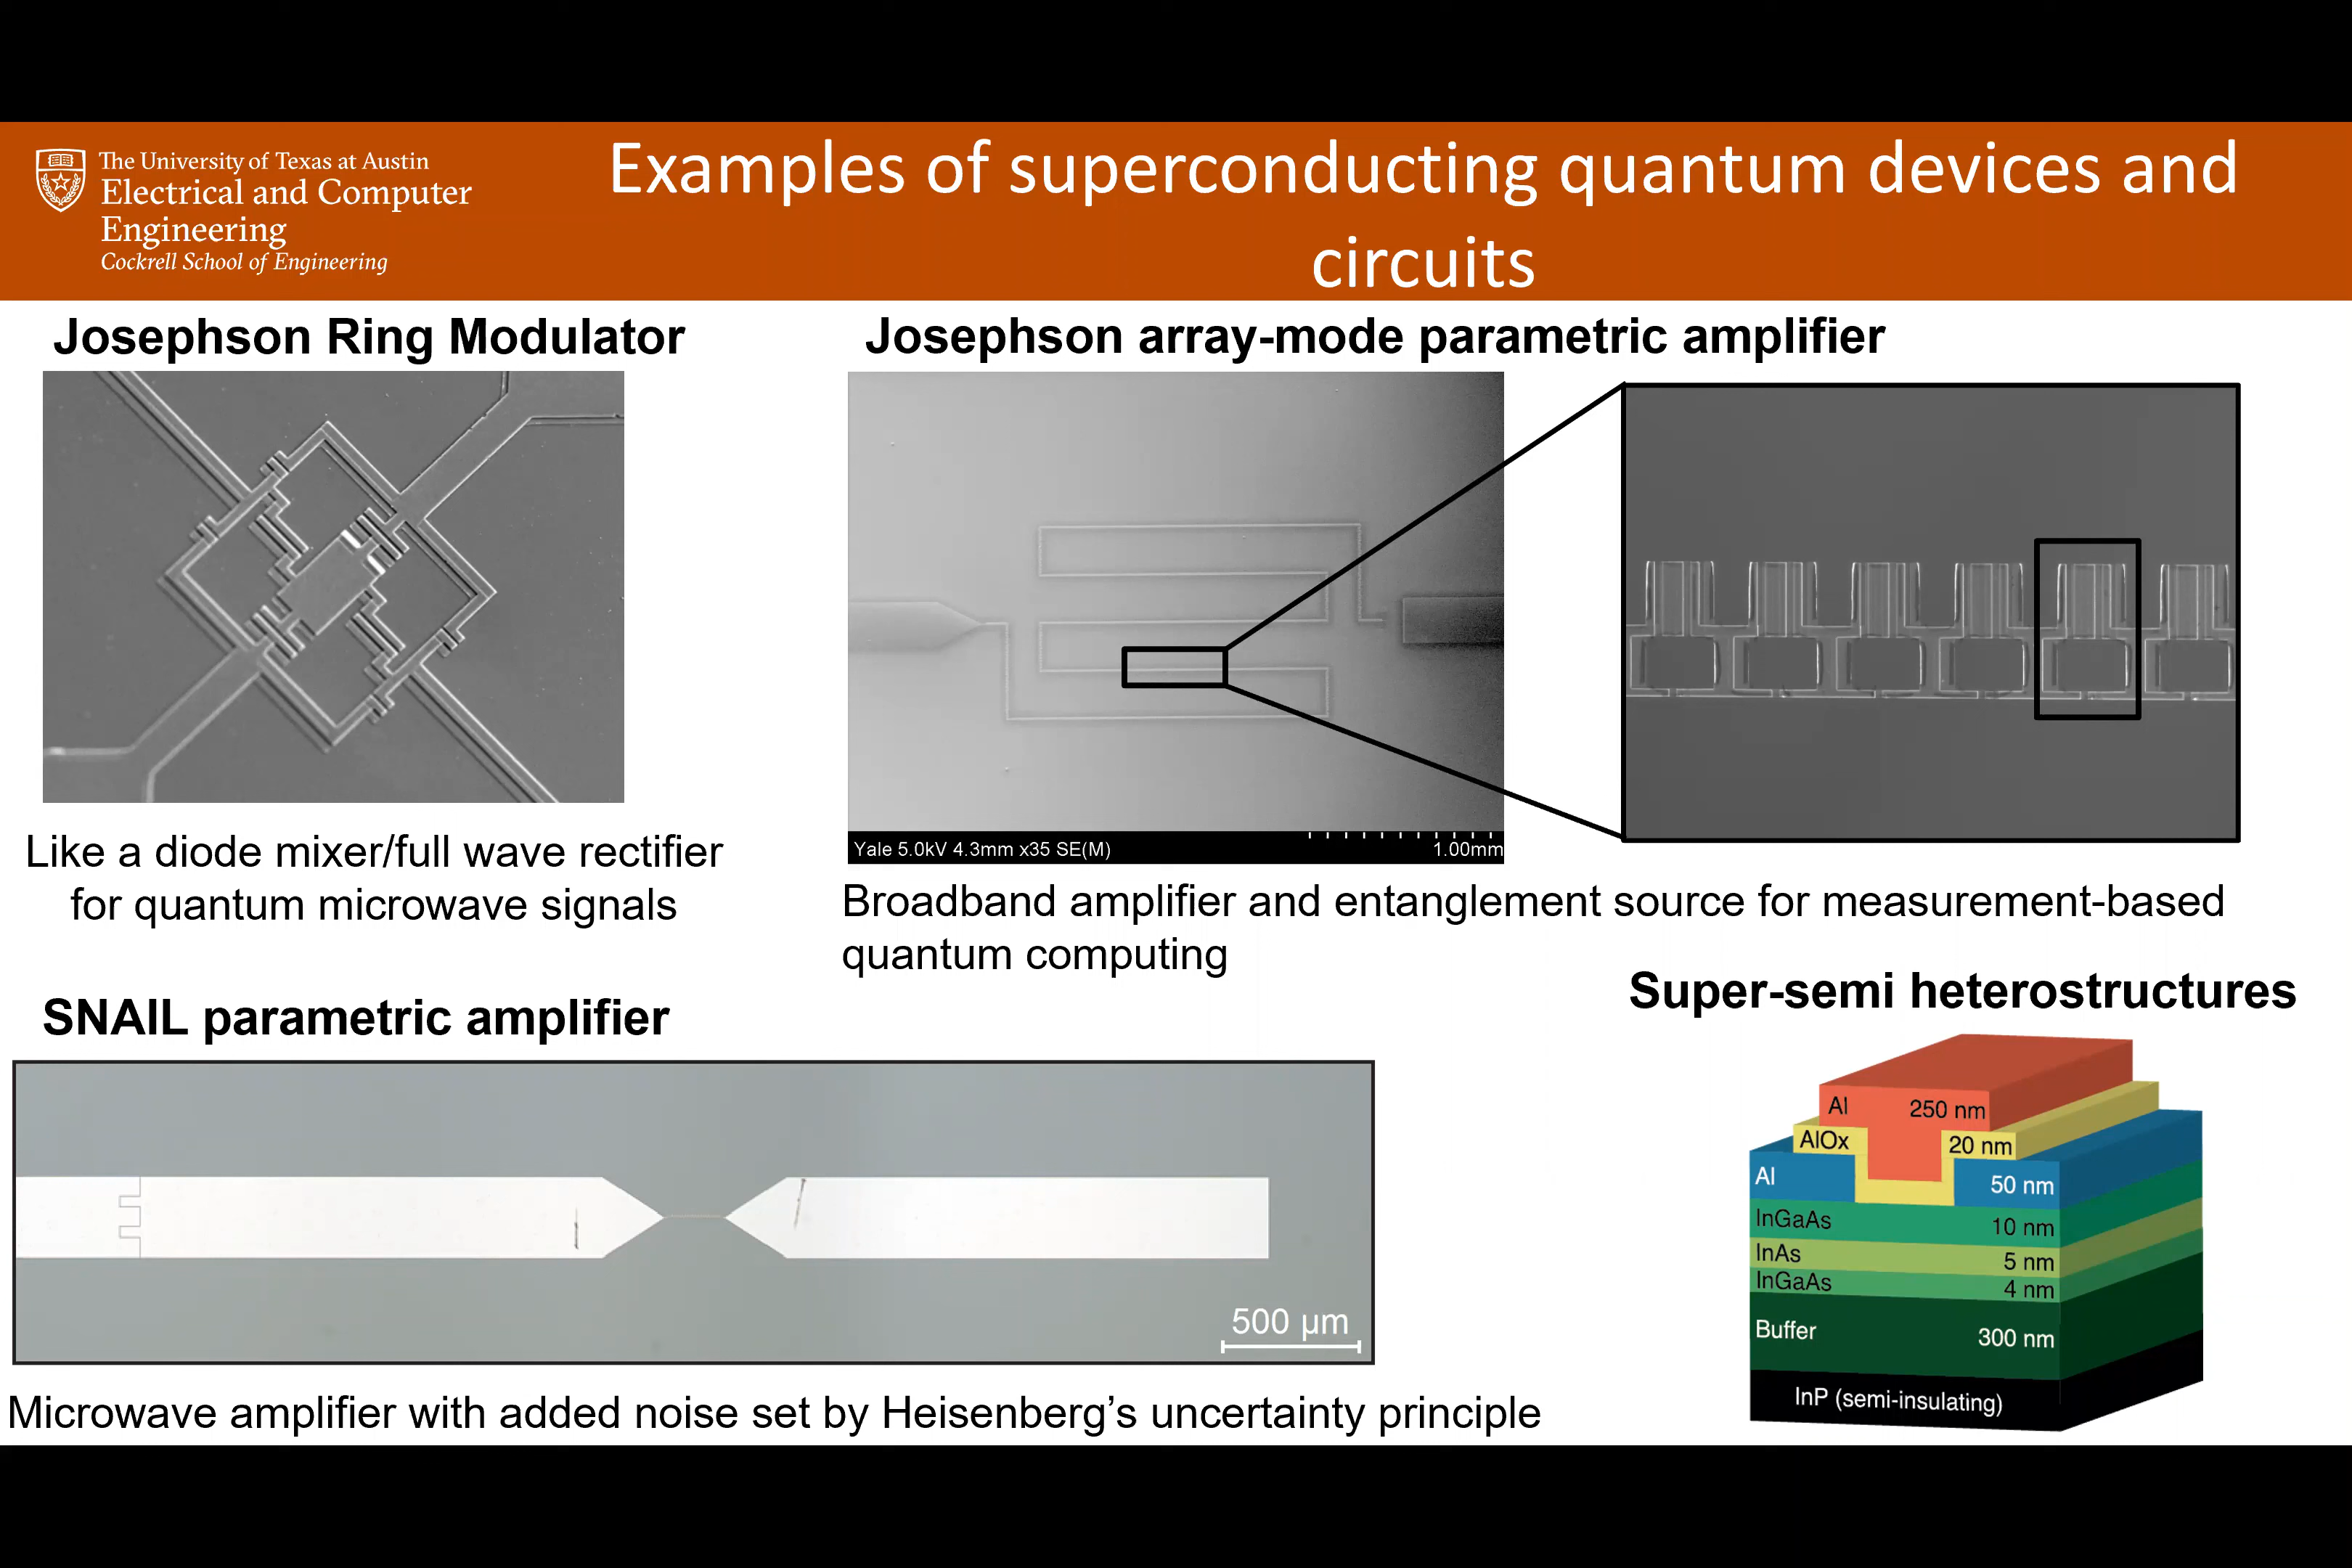 The University of Texas at Austin
Electrical and Computer
Engineering
Cockrell School of Engineering
Examples of superconducting quantum devices and
circuits
Josephson Ring Modulator
Josephson array-mode parametric amplifier
Yale 5.0kV 4.3mm x35 SE(M)
1.00mm
Like a diode mixer/full wave rectifier
for quantum microwave signals
Broadband amplifier and entanglement source for measurement-based
quantum computing
SNAIL parametric amplifier
500 µm
Microwave amplifier with added noise set by Heisenberg’s uncertainty principle
Super-semi heterostructures
Al 250 nm
AlOx 20 nm
Al 50 nm
InGaAs 10 nm
InAs 5 nm
InGaAs 4 nm
Buffer 300 nm
InP (semi-insulating)